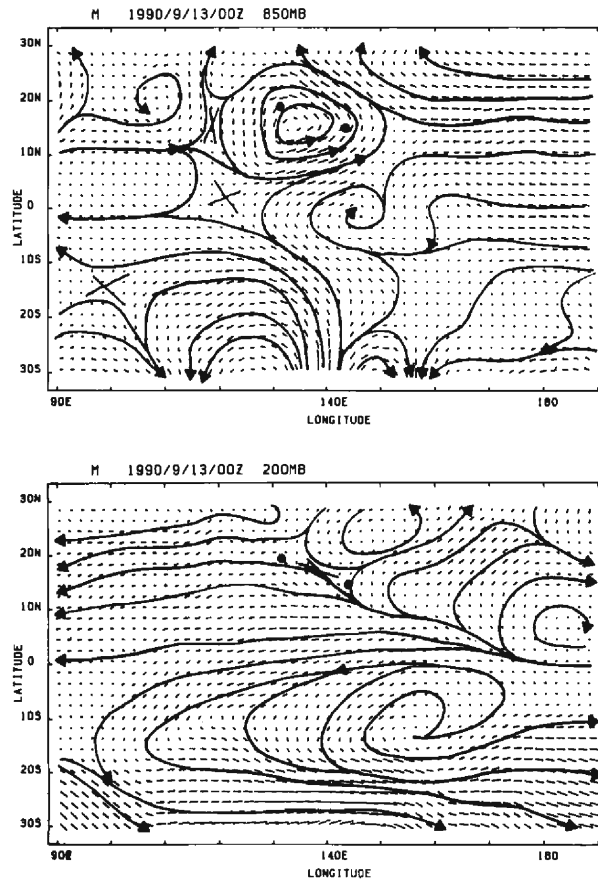 M 1990/9/13/00Z 850MB
30N
20N
10N
0
10S
20S
30S
LATITUDE
90E
140E
180
LONGITUDE
M 1990/9/13/00Z 200MB
30N
20N
10N
0
10S
20S
30S
LATITUDE
90E
140E
180
LONGITUDE